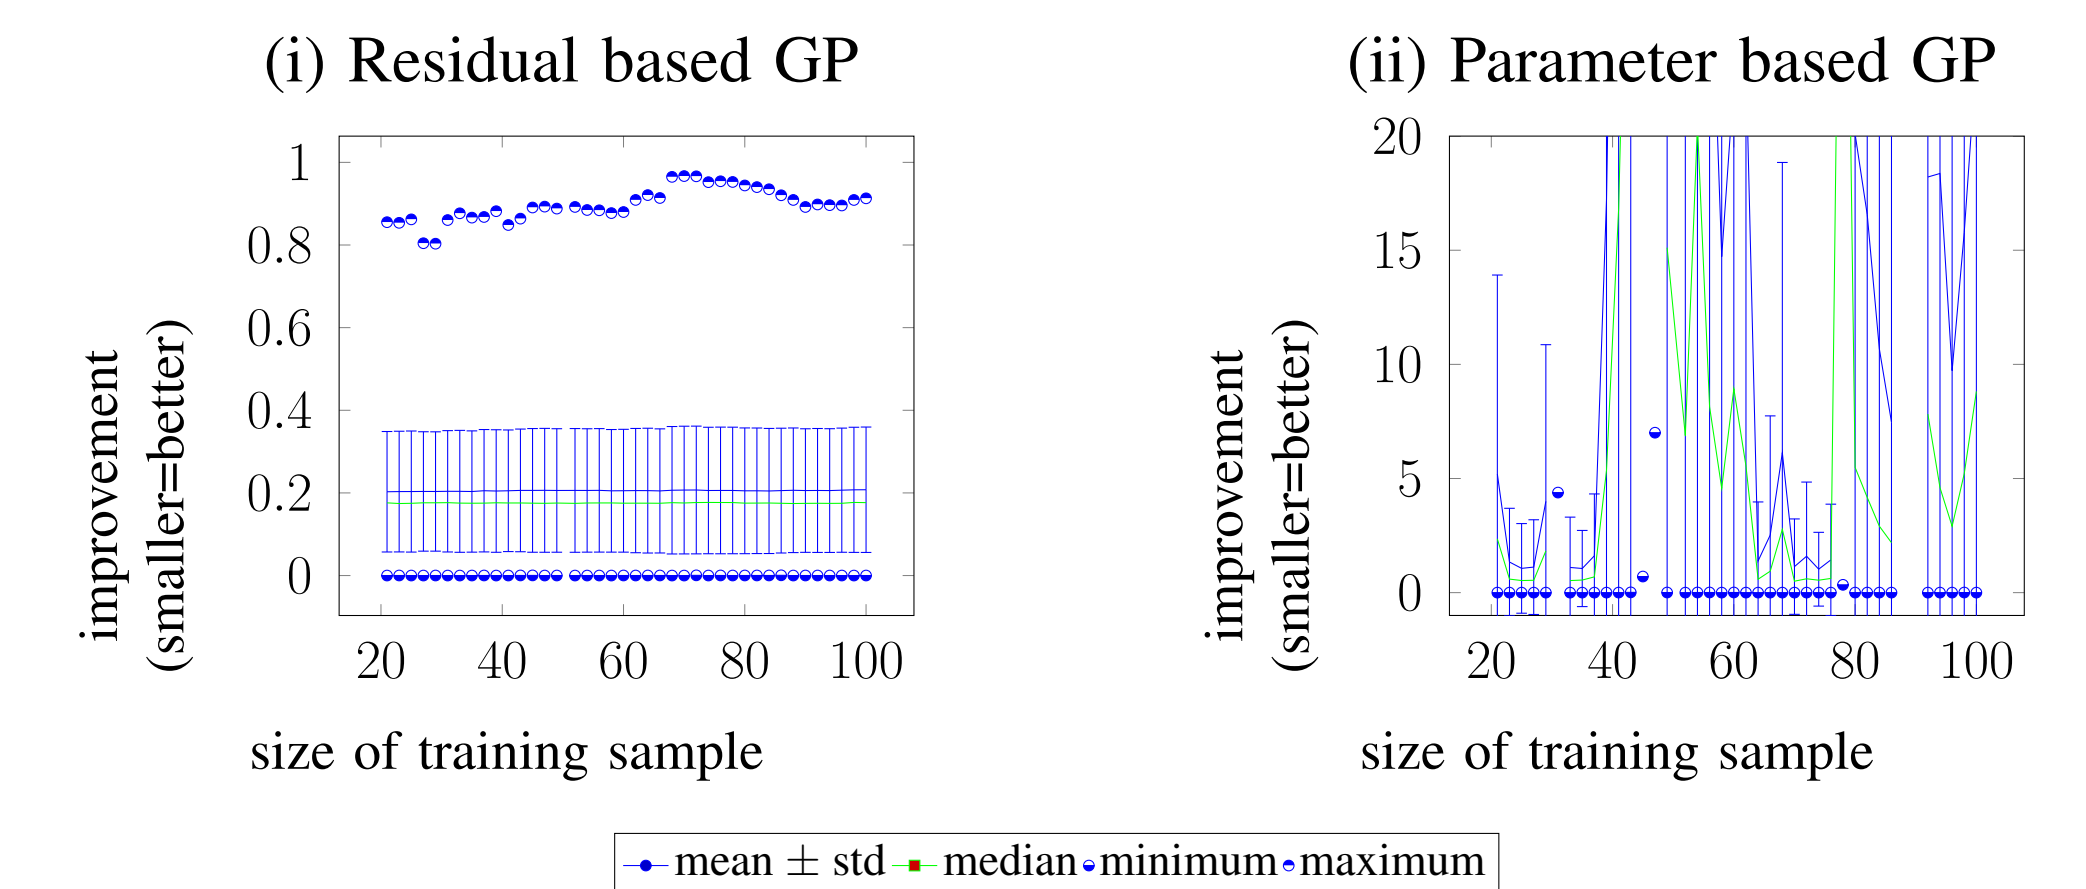 (i) Residual based GP
(ii) Parameter based GP
improvement
(smaller=better)
1
0.8
0.6
0.4
0.2
0
20 40 60 80 100
size of training sample
improvement
(smaller=better)
20
15
10
5
0
20 40 60 80 100
size of training sample
mean ± std median minimum maximum